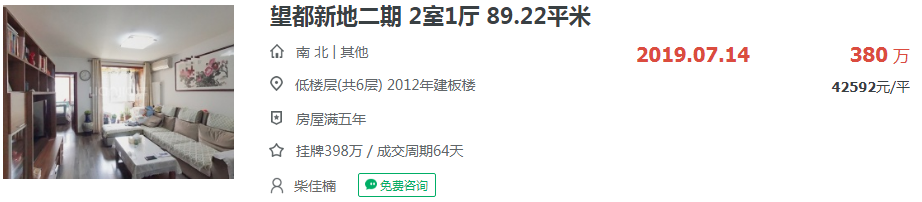 望都新地二期 2室1厅 89.22平米
南 北 | 其他
2019.07.14
380 万
低楼层(共6层) 2012年建板楼
42592元/平
房屋满五年
挂牌398万 / 成交周期64天
柴佳楠
免费咨询